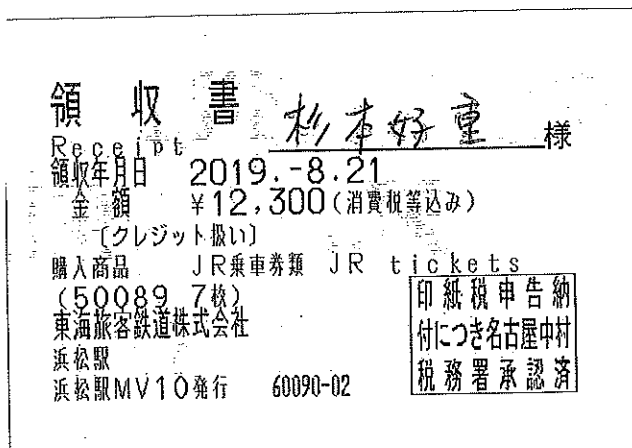 領収書 杉本好重 様
Receipt
領収年月日 2019.-8.21
金額 ¥12,300(消費税等込み)
〔クレジット扱い〕
購入商品 JR乗車券類 JR tickets
(50089 7枚)
東海旅客鉄道株式会社
浜松駅
浜松駅MV10発行 60090-02
印紙税申告納
付につき名古屋中村
税務署承認済